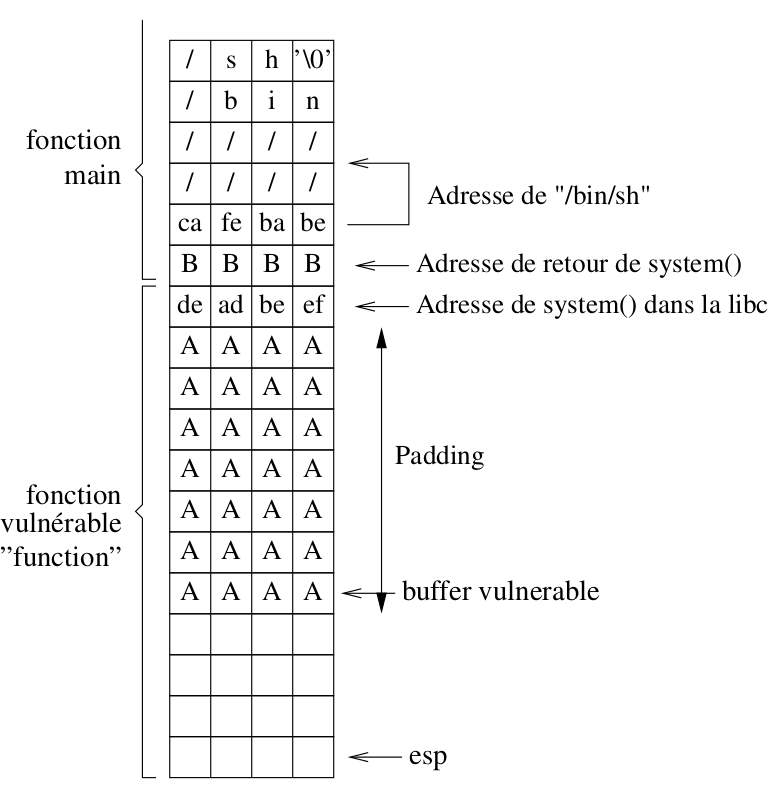 / s h '\0'
/ b i n
fonction
main
/ / / /
/ / / /
Adresse de "/bin/sh"
ca fe ba be
B B B B
Adresse de retour de system()
de ad be ef
Adresse de system() dans la libc
A A A A
A A A A
A A A A
A A A A
A A A A
A A A A
A A A A
Padding
fonction
vulnérable
"function"
buffer vulnerable
esp